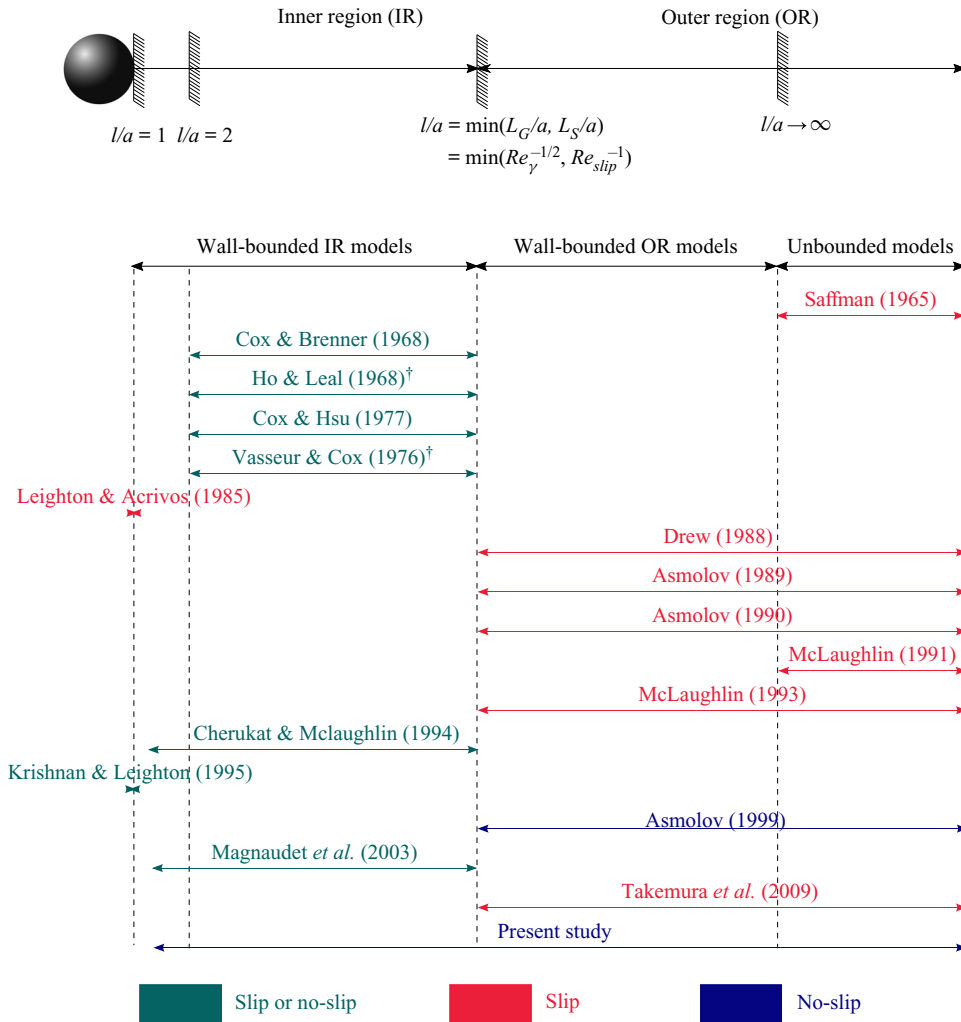 Inner region (IR) Outer region (OR)
l/a = 1 l/a = 2 l/a = min(L_G/a, L_S/a) l/a → ∞
= min(Re_γ^{-1/2}, Re_{slip}^{-1})
Wall-bounded IR models Wall-bounded OR models Unbounded models
Saffman (1965)
Cox & Brenner (1968)
Ho & Leal (1968)†
Cox & Hsu (1977)
Vasseur & Cox (1976)†
Leighton & Acrivos (1985)
Drew (1988)
Asmolov (1989)
Asmolov (1990)
McLaughlin (1991)
McLaughlin (1993)
Cherukat & Mclaughlin (1994)
Krishnan & Leighton (1995)
Asmolov (1999)
Magnaudet et al. (2003)
Takemura et al. (2009)
Present study
Slip or no-slip Slip No-slip